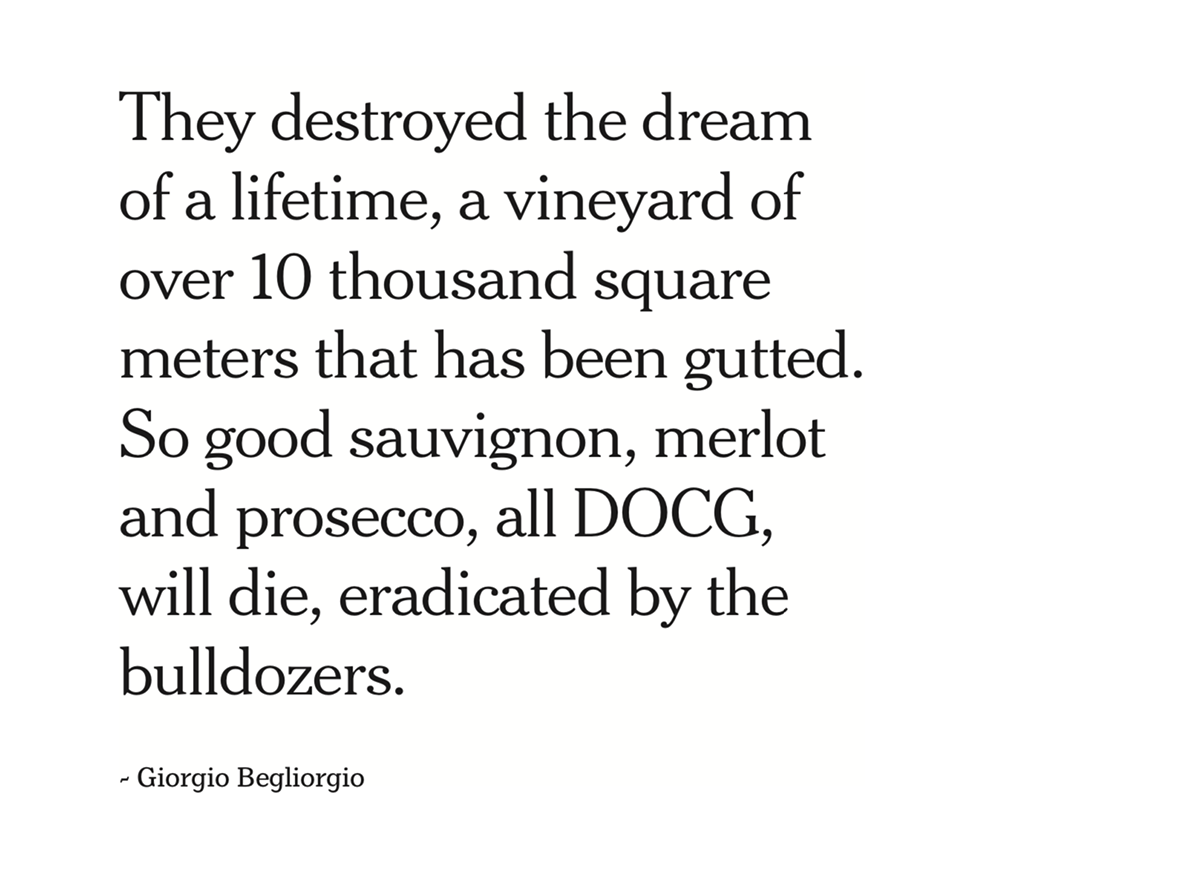 They destroyed the dream
of a lifetime, a vineyard of
over 10 thousand square
meters that has been gutted.
So good sauvignon, merlot
and prosecco, all DOCG,
will die, eradicated by the
bulldozers.
~ Giorgio Begliorgio